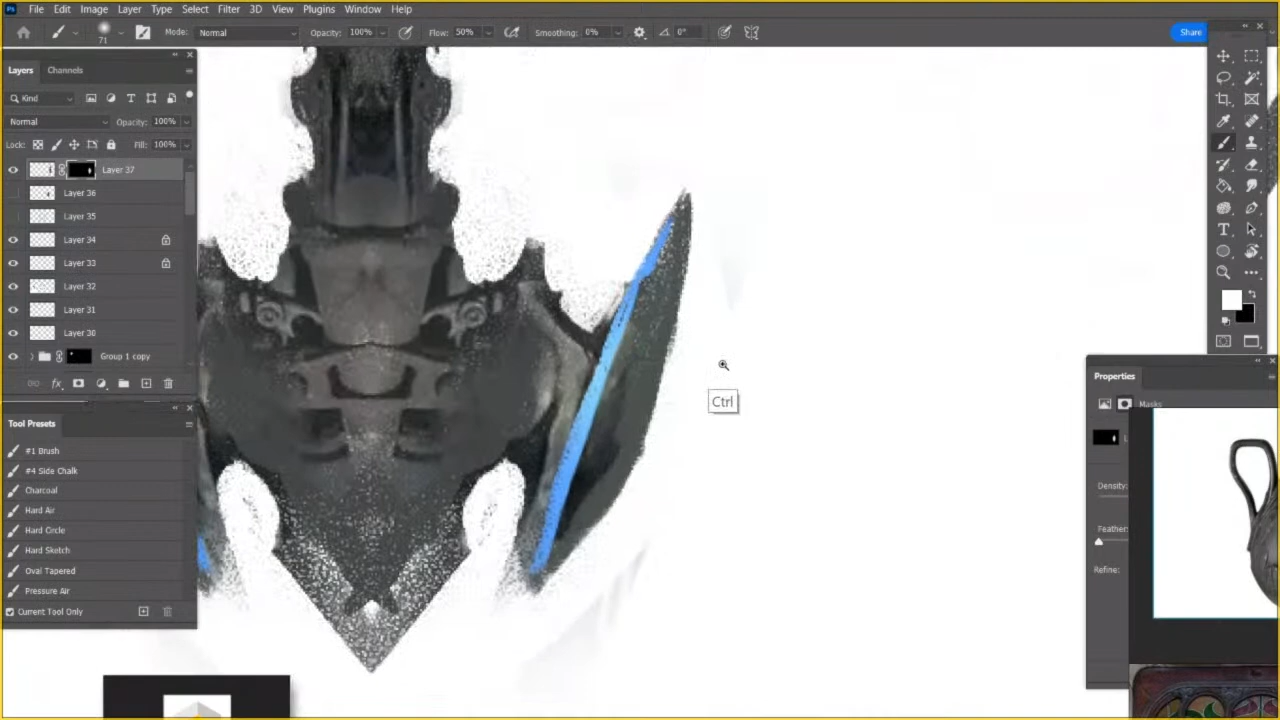 Ps File Edit Image Layer Type Select Filter 3D View Plugins Window Help
71 Mode: Normal Opacity: 100% Flow: 50% Smoothing: 0% 0° Share
Layers Channels
Kind
Normal Opacity: 100%
Lock: Fill: 100%
Layer 37
Layer 36
Layer 35
Layer 34
Layer 33
Layer 32
Layer 31
Layer 30
Group 1 copy
fx
Tool Presets
#1 Brush
#4 Side Chalk
Charcoal
Hard Air
Hard Circle
Hard Sketch
Oval Tapered
Pressure Air
Current Tool Only
Ctrl
Properties
Masks
L
Density:
Feather:
Refine: